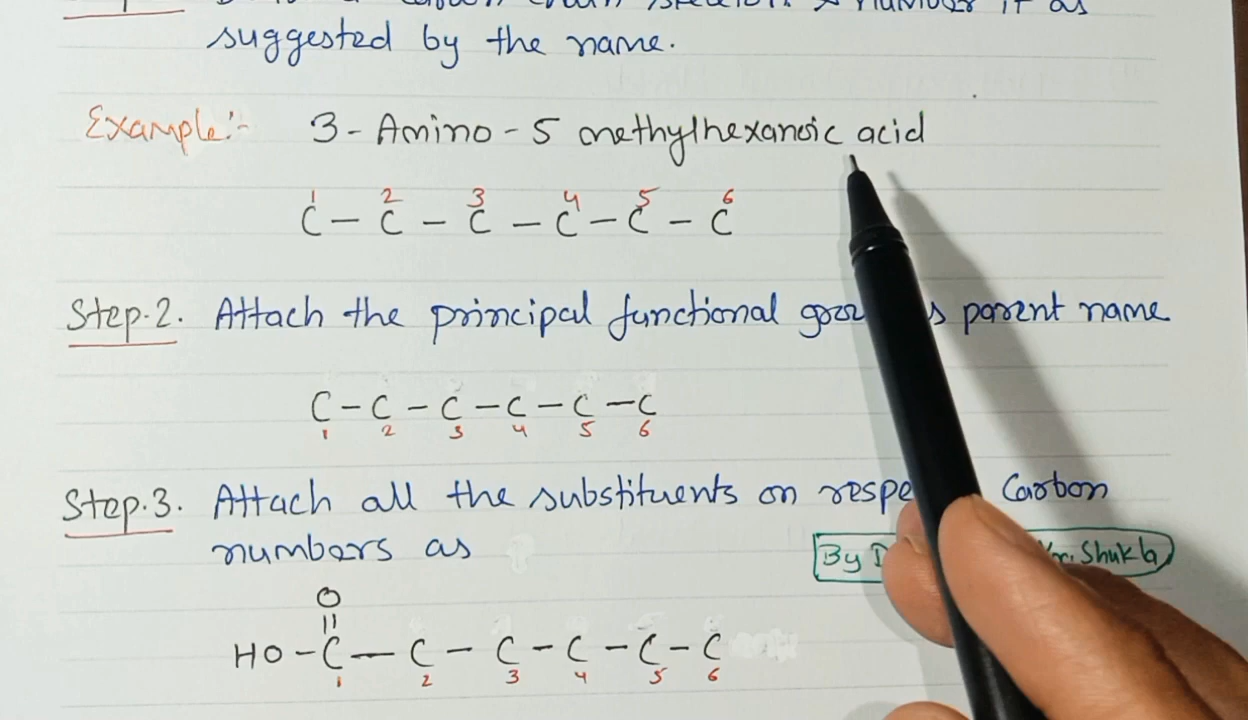 suggested by the name.
Example:- 3-Amino-5 methylhexanoic acid
1 2 3 4 5 6
C-C-C-C-C-C
Step.2. Attach the principal functional parent name
C-C-C-C-C-C
1 2 3 4 5 6
Step.3. Attach all the substituents on Carbon
numbers as
By Shukla
O
||
HO-C-C-C-C-C-C
1 2 3 4 5 6